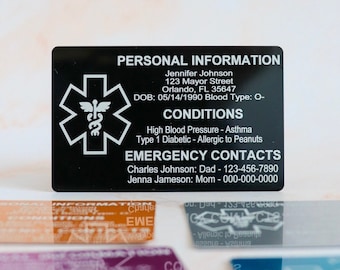 PERSONAL INFORMATION
Jennifer Johnson
123 Mayor Street
Orlando, FL 35647
DOB: 05/14/1990 Blood Type: O-
CONDITIONS
High Blood Pressure - Asthma
Type 1 Diabetic - Allergic to Peanuts
EMERGENCY CONTACTS
Charles Johnson: Dad - 123-456-7890
Jenna Jameson: Mom - 000-000-0000